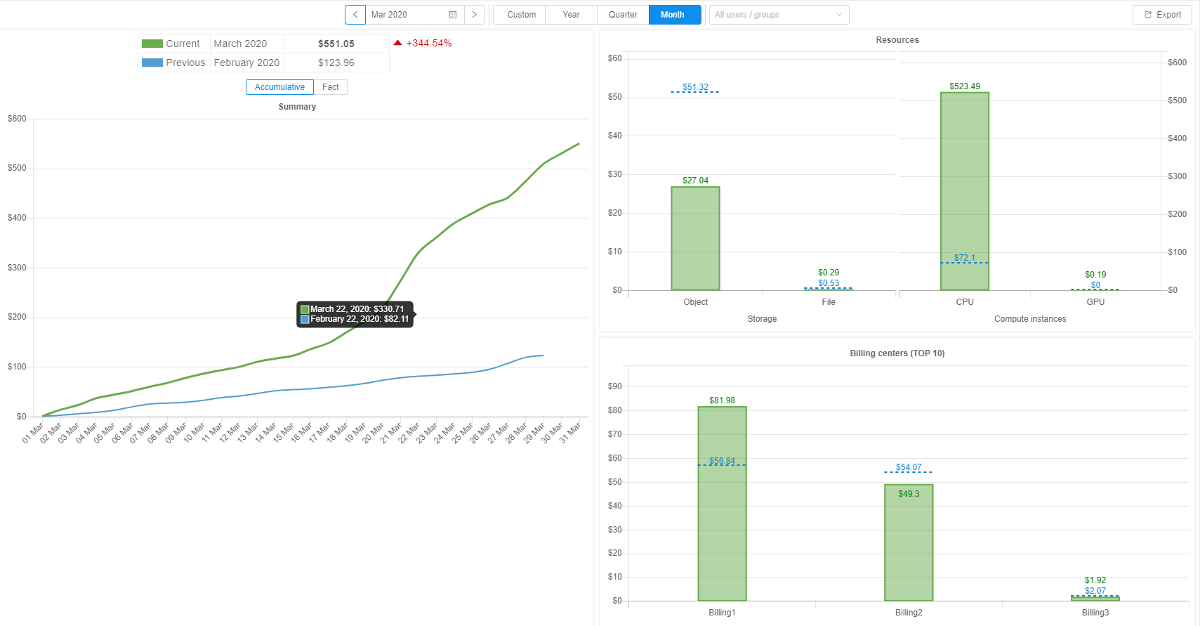 Mar 2020
Custom Year Quarter Month
All users / groups
Export
Current March 2020 $551.05 +344.54%
Previous February 2020 $123.96
Accumulative Fact
Summary
$600
$500
$400
$300
$200
$100
$0
March 22, 2020: $330.71
February 22, 2020: $82.11
01 Mar 02 Mar 03 Mar 04 Mar 05 Mar 06 Mar 07 Mar 08 Mar 09 Mar 10 Mar 11 Mar 12 Mar 13 Mar 14 Mar 15 Mar 16 Mar 17 Mar 18 Mar 19 Mar 20 Mar 21 Mar 22 Mar 23 Mar 24 Mar 25 Mar 26 Mar 27 Mar 28 Mar 29 Mar 30 Mar 31 Mar
Resources
$60
$50
$40
$30
$20
$10
$0
$51.32
$27.04
$0.29
$0.53
Object File
Storage
$523.49
$72.1
$0.19
$0
CPU GPU
Compute instances
$600
$500
$400
$300
$200
$100
$0
Billing centers (TOP 10)
$90
$80
$70
$60
$50
$40
$30
$20
$10
$0
$81.98
$56.84
$54.07
$49.3
$1.92
$2.07
Billing1 Billing2 Billing3